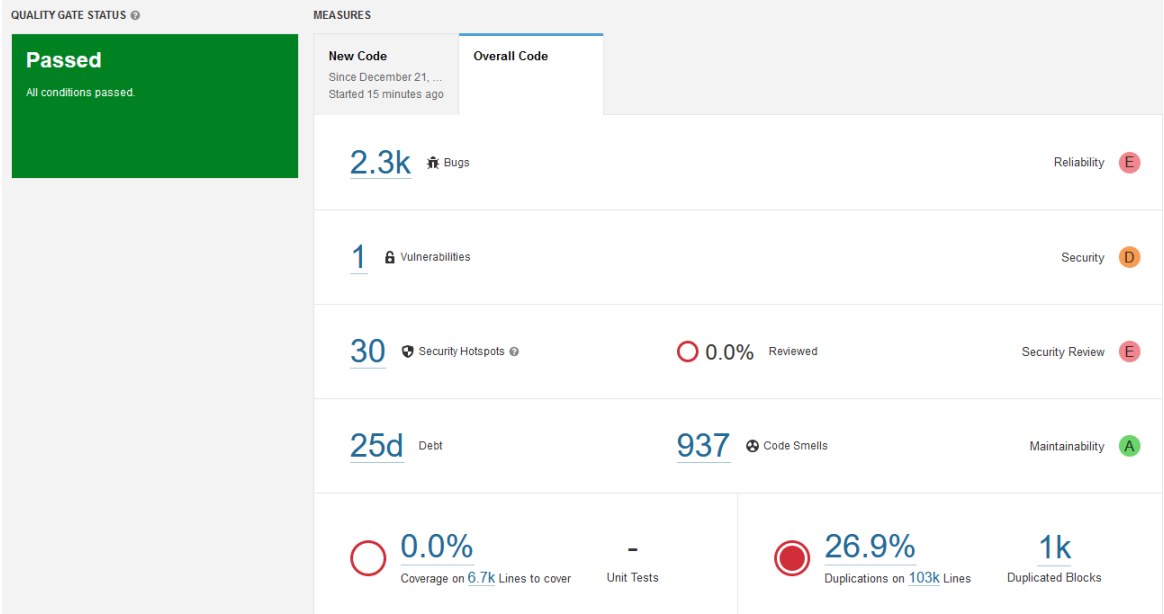 QUALITY GATE STATUS ?
MEASURES
Passed
All conditions passed.
New Code
Since December 21, ...
Started 15 minutes ago
Overall Code
2.3k Bugs Reliability E
1 Vulnerabilities Security D
30 Security Hotspots ? 0.0% Reviewed Security Review E
25d Debt 937 Code Smells Maintainability A
0.0%
Coverage on 6.7k Lines to cover
-
Unit Tests
26.9%
Duplications on 103k Lines
1k
Duplicated Blocks